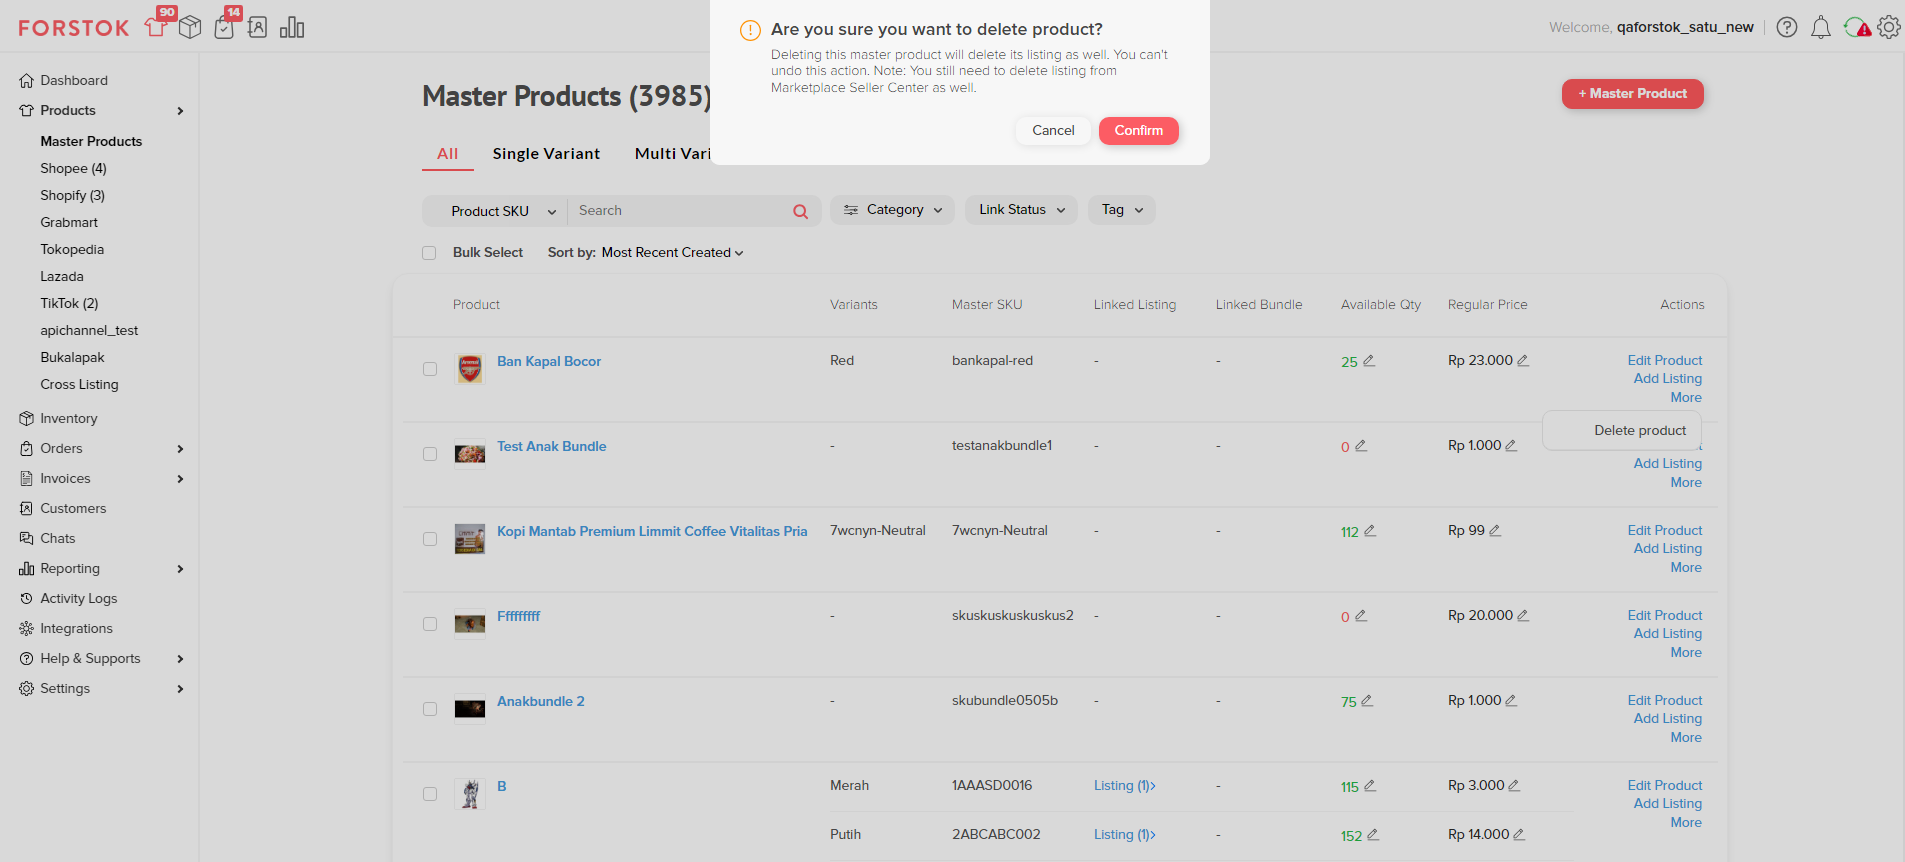 FORSTOK
90
14
Welcome, qaforstok_satu_new
Are you sure you want to delete product?
Deleting this master product will delete its listing as well. You can't
undo this action. Note: You still need to delete listing from
Marketplace Seller Center as well.
Cancel
Confirm
Dashboard
Products
Master Products
Shopee (4)
Shopify (3)
Grabmart
Tokopedia
Lazada
TikTok (2)
apichannel_test
Bukalapak
Cross Listing
Inventory
Orders
Invoices
Customers
Chats
Reporting
Activity Logs
Integrations
Help & Supports
Settings
Master Products (3985)
+ Master Product
All Single Variant Multi Vari
Product SKU Search Category Link Status Tag
Bulk Select Sort by: Most Recent Created
Product Variants Master SKU Linked Listing Linked Bundle Available Qty Regular Price Actions
Ban Kapal Bocor Red bankapal-red - - 25 Rp 23.000 Edit Product
Add Listing
More
Delete product
Test Anak Bundle - testanakbundle1 - - 0 Rp 1.000
Add Listing
More
Kopi Mantab Premium Limmit Coffee Vitalitas Pria 7wcnyn-Neutral 7wcnyn-Neutral - - 112 Rp 99 Edit Product
Add Listing
More
Fffffffff - skuskuskuskuskus2 - - 0 Rp 20.000 Edit Product
Add Listing
More
Anakbundle 2 - skubundle0505b - - 75 Rp 1.000 Edit Product
Add Listing
More
B Merah 1AAASD0016 Listing (1)> - 115 Rp 3.000 Edit Product
Add Listing
More
Putih 2ABCABC002 Listing (1)> - 152 Rp 14.000